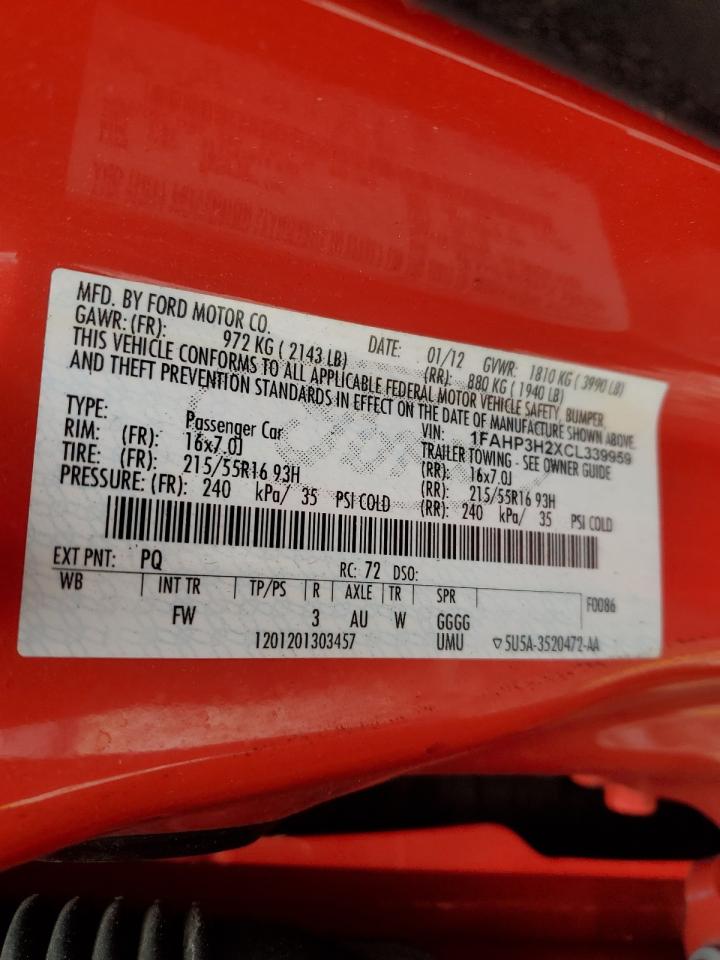 MFD. BY FORD MOTOR CO.
DATE: 01/12 GVWR: 1810 KG ( 3990 LB)
GAWR: (FR): 972 KG ( 2143 LB) (RR): 880 KG ( 1940 LB)
THIS VEHICLE CONFORMS TO ALL APPLICABLE FEDERAL MOTOR VEHICLE SAFETY, BUMPER,
AND THEFT PREVENTION STANDARDS IN EFFECT ON THE DATE OF MANUFACTURE SHOWN ABOVE.
VIN: 1FAHP3H2XCL339959
TYPE: Passenger Car TRAILER TOWING - SEE OWNER GUIDE
RIM: (FR): 16x7.0J (RR): 16x7.0J
TIRE: (FR): 215/55R16 93H (RR): 215/55R16 93H
PRESSURE: (FR): 240 kPa/ 35 PSI COLD (RR): 240 kPa/ 35 PSI COLD
EXT PNT: PQ RC: 72 DSO:
WB INT TR TP/PS R AXLE TR SPR F0086
FW 3 AU W GGGG
1201201303457 UMU ▽5U5A-3520472-AA